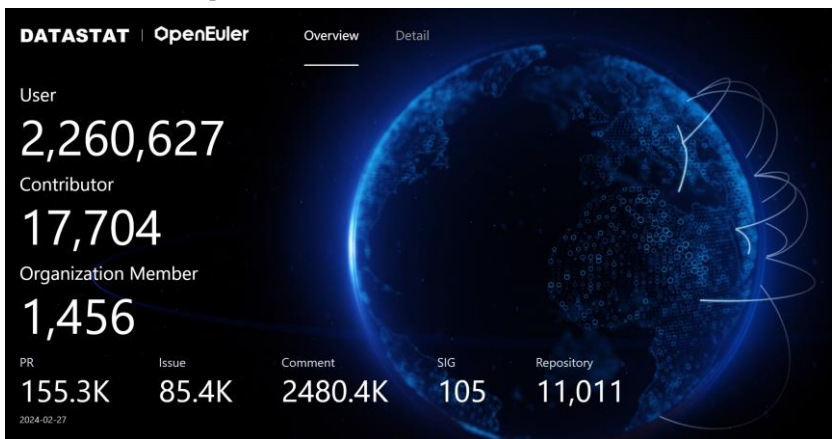 DATASTAT | OpenEuler Overview Detail
User
2,260,627
Contributor
17,704
Organization Member
1,456
PR Issue Comment SIG Repository
155.3K 85.4K 2480.4K 105 11,011
2024-02-27